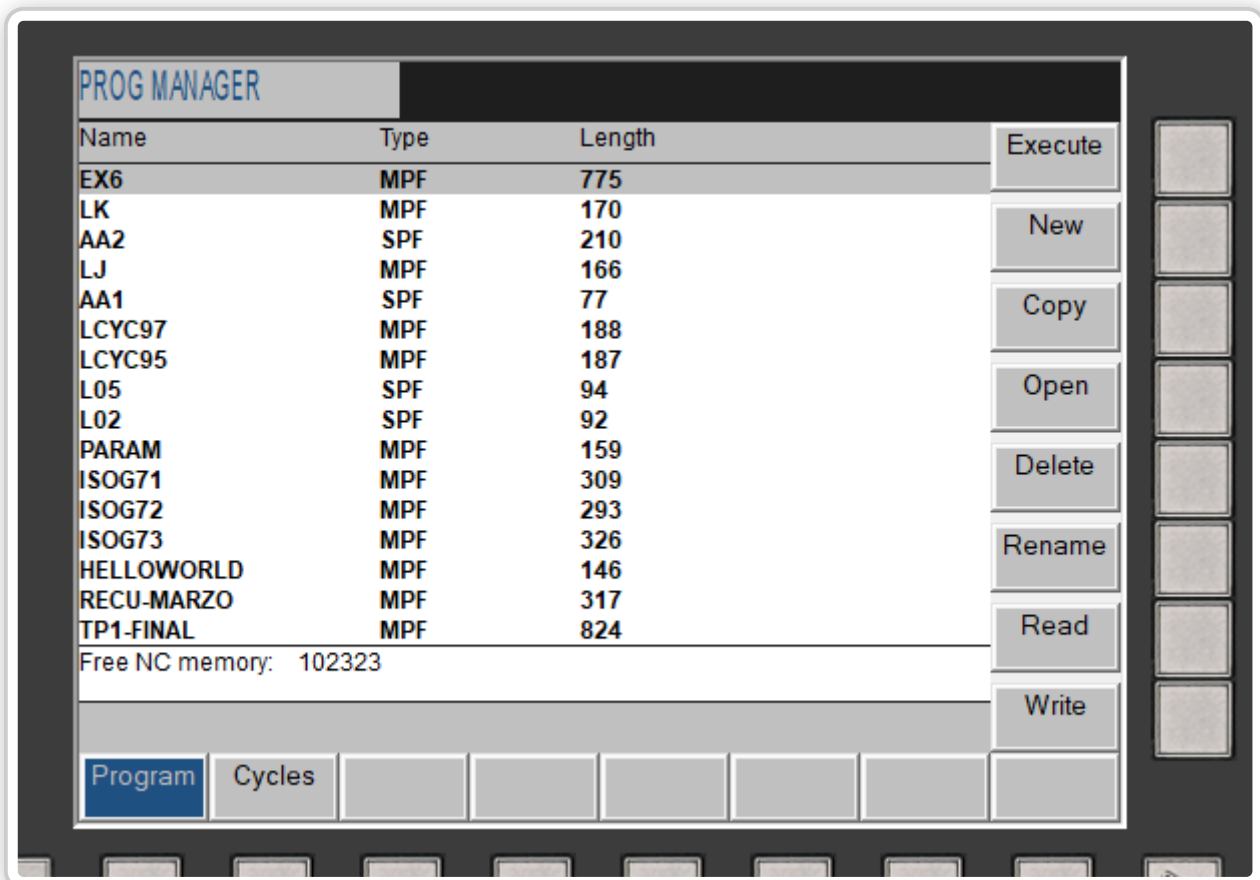 PROG MANAGER
Name Type Length
EX6 MPF 775
LK MPF 170
AA2 SPF 210
LJ MPF 166
AA1 SPF 77
LCYC97 MPF 188
LCYC95 MPF 187
L05 SPF 94
L02 SPF 92
PARAM MPF 159
ISOG71 MPF 309
ISOG72 MPF 293
ISOG73 MPF 326
HELLOWORLD MPF 146
RECU-MARZO MPF 317
TP1-FINAL MPF 824
Free NC memory: 102323
Execute
New
Copy
Open
Delete
Rename
Read
Write
Program Cycles